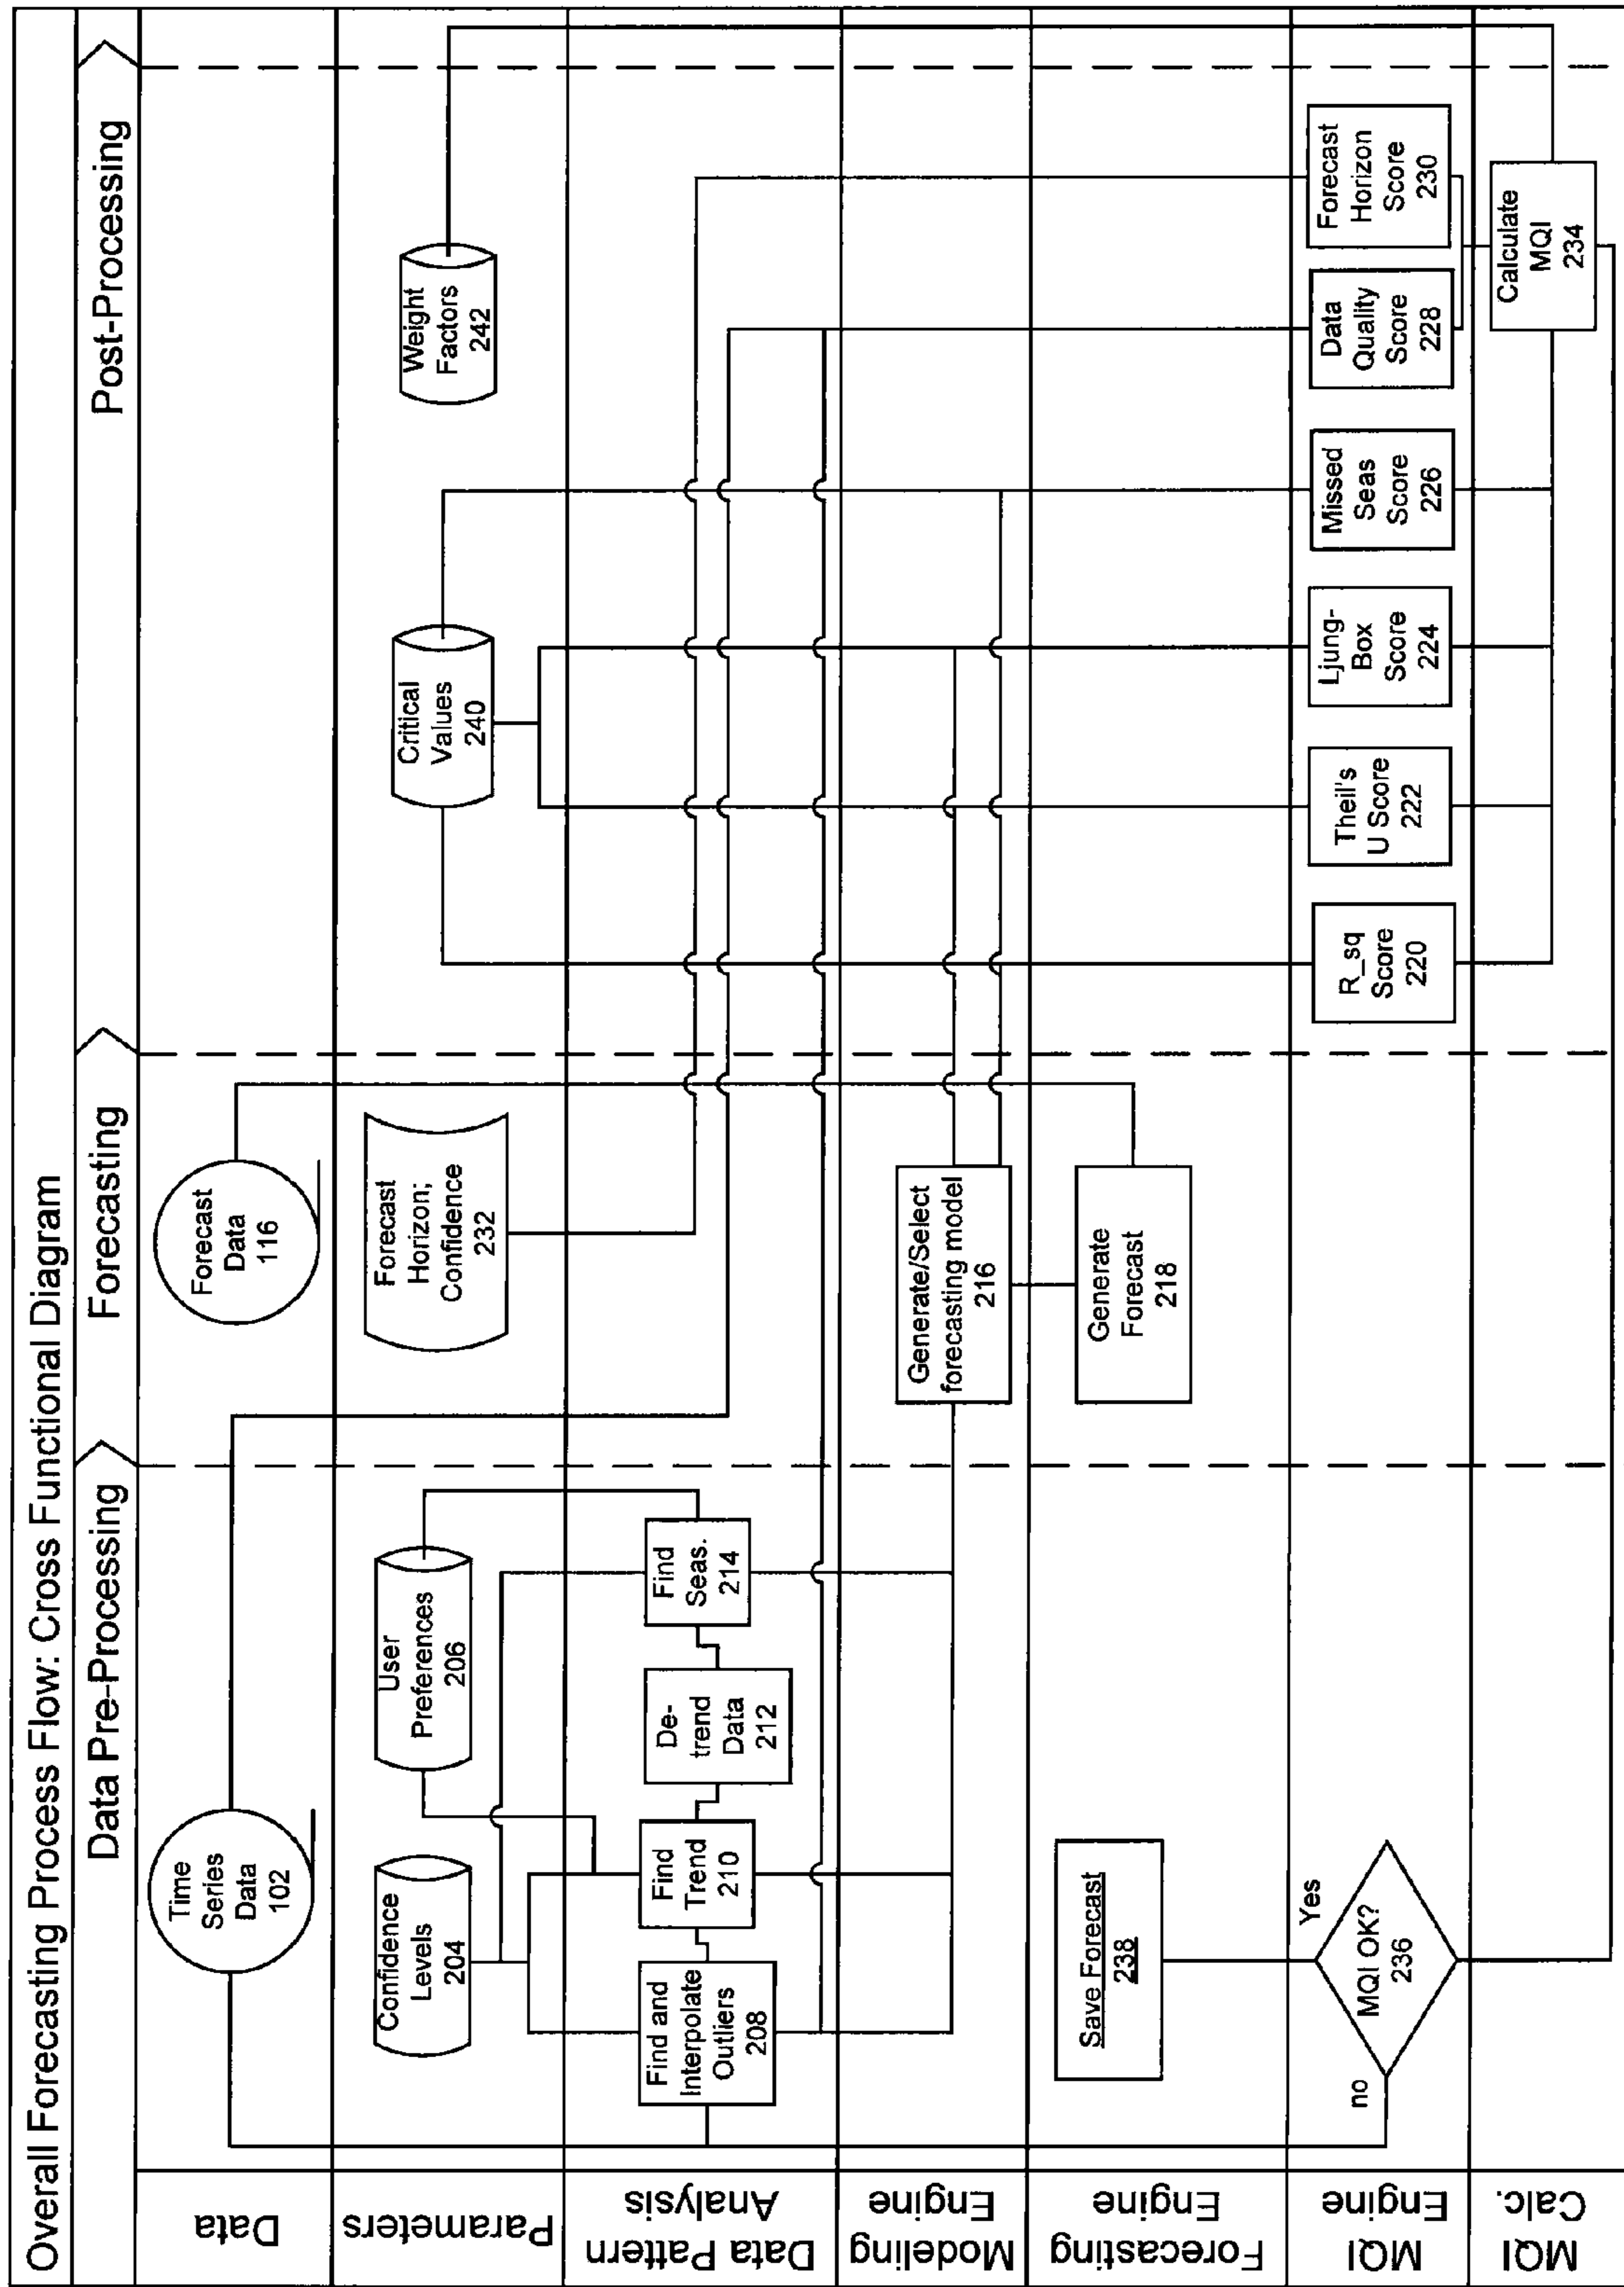 Overall Forecasting Process Flow: Cross Functional Diagram
Data Pre-Processing
Forecasting
Post-Processing
Data
Time
Series
Data
102
Forecast
Data
116
Parameters
Confidence
Levels
204
User
Preferences
206
Forecast
Horizon;
Confidence
232
Critical
Values
240
Weight
Factors
242
Data Pattern
Analysis
Find and
Interpolate
Outliers
208
Find
Trend
210
De-
trend
Data
212
Find
Seas.
214
Modeling
Engine
Generate/Select
forecasting model
216
Forecasting
Engine
Save Forecast
238
Generate
Forecast
218
MQI
Engine
no
MQI OK?
236
Yes
R_sq
Score
220
Theil's
U Score
222
Ljung-
Box
Score
224
Missed
Seas
Score
226
Data
Quality
Score
228
Forecast
Horizon
Score
230
MQI
Calc.
Calculate
MQI
234